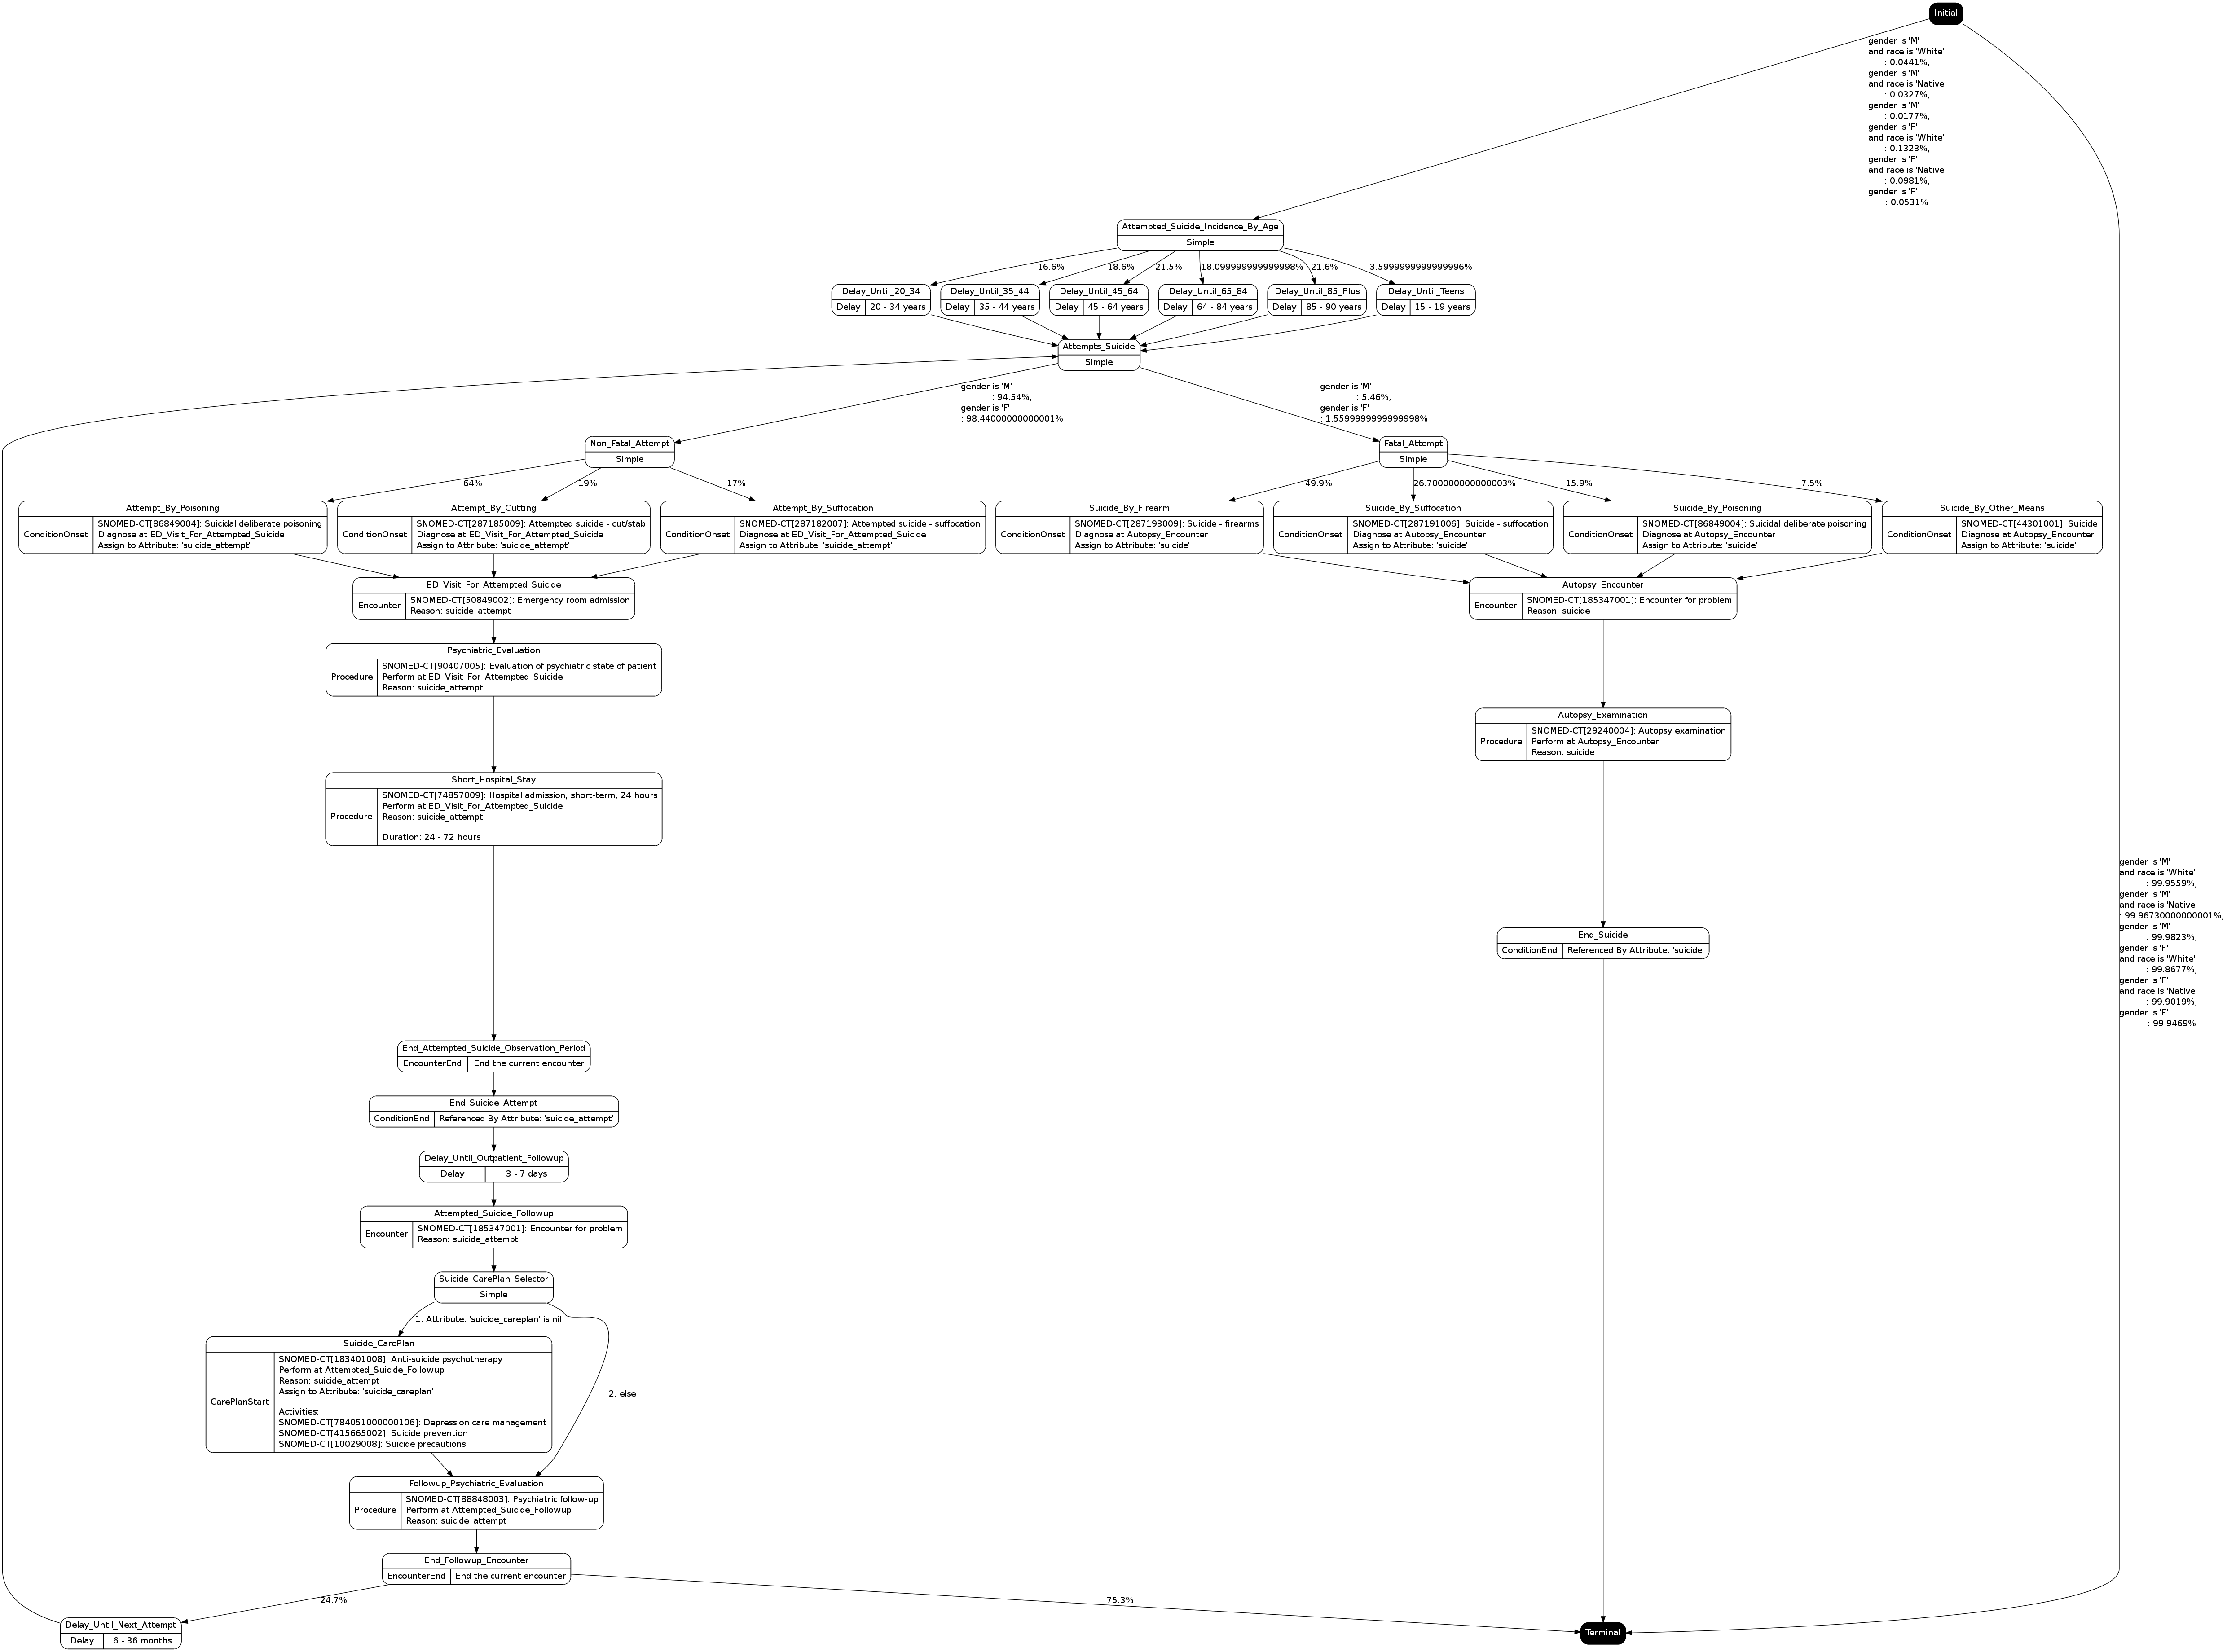 Initial
gender is 'M'
and race is 'White'
: 0.0441%,
gender is 'M'
and race is 'Native'
: 0.0327%,
gender is 'M'
: 0.0177%,
gender is 'F'
and race is 'White'
: 0.1323%,
gender is 'F'
and race is 'Native'
: 0.0981%,
gender is 'F'
: 0.0531%
Attempted_Suicide_Incidence_By_Age
Simple
16.6%
18.6%
21.5%
18.099999999999998%
21.6%
3.5999999999999996%
Delay_Until_20_34
Delay
20 - 34 years
Delay_Until_35_44
Delay
35 - 44 years
Delay_Until_45_64
Delay
45 - 64 years
Delay_Until_65_84
Delay
64 - 84 years
Delay_Until_85_Plus
Delay
85 - 90 years
Delay_Until_Teens
Delay
15 - 19 years
Attempts_Suicide
Simple
gender is 'M'
: 94.54%,
gender is 'F'
: 98.44000000000001%
gender is 'M'
: 5.46%,
gender is 'F'
: 1.5599999999999998%
Non_Fatal_Attempt
Simple
Fatal_Attempt
Simple
64%
19%
17%
49.9%
26.700000000000003%
15.9%
7.5%
Attempt_By_Poisoning
ConditionOnset
SNOMED-CT[86849004]: Suicidal deliberate poisoning
Diagnose at ED_Visit_For_Attempted_Suicide
Assign to Attribute: 'suicide_attempt'
Attempt_By_Cutting
ConditionOnset
SNOMED-CT[287185009]: Attempted suicide - cut/stab
Diagnose at ED_Visit_For_Attempted_Suicide
Assign to Attribute: 'suicide_attempt'
Attempt_By_Suffocation
ConditionOnset
SNOMED-CT[287182007]: Attempted suicide - suffocation
Diagnose at ED_Visit_For_Attempted_Suicide
Assign to Attribute: 'suicide_attempt'
Suicide_By_Firearm
ConditionOnset
SNOMED-CT[287193009]: Suicide - firearms
Diagnose at Autopsy_Encounter
Assign to Attribute: 'suicide'
Suicide_By_Suffocation
ConditionOnset
SNOMED-CT[287191006]: Suicide - suffocation
Diagnose at Autopsy_Encounter
Assign to Attribute: 'suicide'
Suicide_By_Poisoning
ConditionOnset
SNOMED-CT[86849004]: Suicidal deliberate poisoning
Diagnose at Autopsy_Encounter
Assign to Attribute: 'suicide'
Suicide_By_Other_Means
ConditionOnset
SNOMED-CT[44301001]: Suicide
Diagnose at Autopsy_Encounter
Assign to Attribute: 'suicide'
ED_Visit_For_Attempted_Suicide
Encounter
SNOMED-CT[50849002]: Emergency room admission
Reason: suicide_attempt
Autopsy_Encounter
Encounter
SNOMED-CT[185347001]: Encounter for problem
Reason: suicide
Psychiatric_Evaluation
Procedure
SNOMED-CT[90407005]: Evaluation of psychiatric state of patient
Perform at ED_Visit_For_Attempted_Suicide
Reason: suicide_attempt
Autopsy_Examination
Procedure
SNOMED-CT[29240004]: Autopsy examination
Perform at Autopsy_Encounter
Reason: suicide
Short_Hospital_Stay
Procedure
SNOMED-CT[74857009]: Hospital admission, short-term, 24 hours
Perform at ED_Visit_For_Attempted_Suicide
Reason: suicide_attempt
Duration: 24 - 72 hours
gender is 'M'
and race is 'White'
: 99.9559%,
gender is 'M'
and race is 'Native'
: 99.96730000000001%,
gender is 'M'
: 99.9823%,
gender is 'F'
and race is 'White'
: 99.8677%,
gender is 'F'
and race is 'Native'
: 99.9019%,
gender is 'F'
: 99.9469%
End_Suicide
ConditionEnd
Referenced By Attribute: 'suicide'
End_Attempted_Suicide_Observation_Period
EncounterEnd
End the current encounter
End_Suicide_Attempt
ConditionEnd
Referenced By Attribute: 'suicide_attempt'
Delay_Until_Outpatient_Followup
Delay
3 - 7 days
Attempted_Suicide_Followup
Encounter
SNOMED-CT[185347001]: Encounter for problem
Reason: suicide_attempt
Suicide_CarePlan_Selector
Simple
1. Attribute: 'suicide_careplan' is nil
2. else
Suicide_CarePlan
CarePlanStart
SNOMED-CT[183401008]: Anti-suicide psychotherapy
Perform at Attempted_Suicide_Followup
Reason: suicide_attempt
Assign to Attribute: 'suicide_careplan'
Activities:
SNOMED-CT[784051000000106]: Depression care management
SNOMED-CT[415665002]: Suicide prevention
SNOMED-CT[10029008]: Suicide precautions
Followup_Psychiatric_Evaluation
Procedure
SNOMED-CT[88848003]: Psychiatric follow-up
Perform at Attempted_Suicide_Followup
Reason: suicide_attempt
End_Followup_Encounter
EncounterEnd
End the current encounter
24.7%
75.3%
Delay_Until_Next_Attempt
Delay
6 - 36 months
Terminal